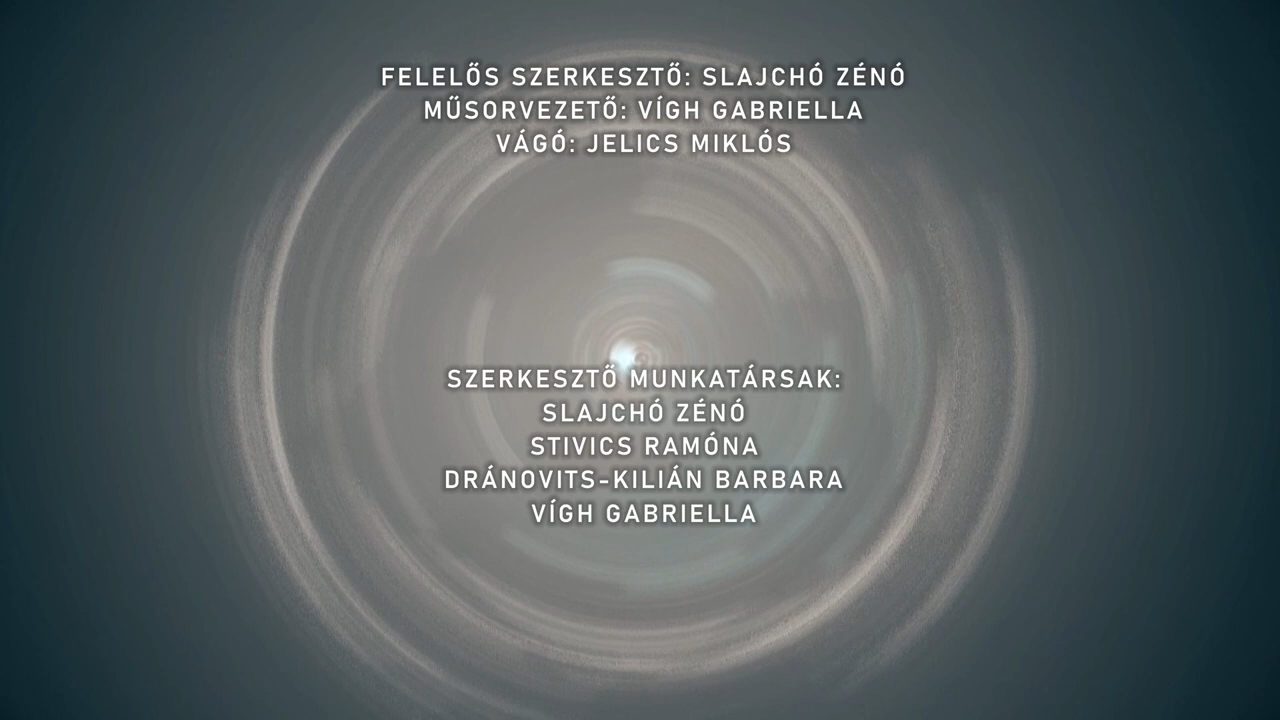 FELELŐS SZERKESZTŐ: SLAJCHÓ ZÉNÓ
MŰSORVEZETŐ: VÍGH GABRIELLA
VÁGÓ: JELICS MIKLÓS
SZERKESZTŐ MUNKATÁRSAK:
SLAJCHÓ ZÉNÓ
STIVICS RAMÓNA
DRÁNOVITS-KILIÁN BARBARA
VÍGH GABRIELLA